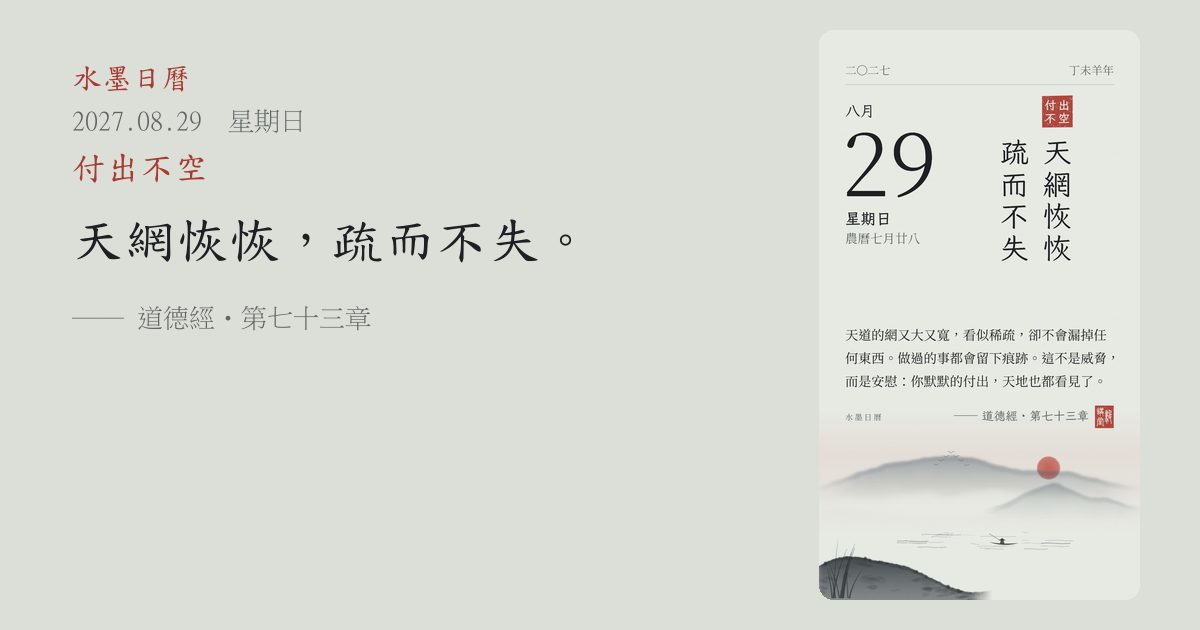 水墨日曆
2027.08.29 星期日
付出不空
天網恢恢，疏而不失。
—— 道德經・第七十三章
二〇二七
丁未羊年
八月
29
星期日
農曆七月廿八
付出
不空
天網恢恢
疏而不失
天道的網又大又寬，看似稀疏，卻不會漏掉任
何東西。做過的事都會留下痕跡。這不是威脅，
而是安慰：你默默的付出，天地也都看見了。
水墨日曆
—— 道德經・第七十三章